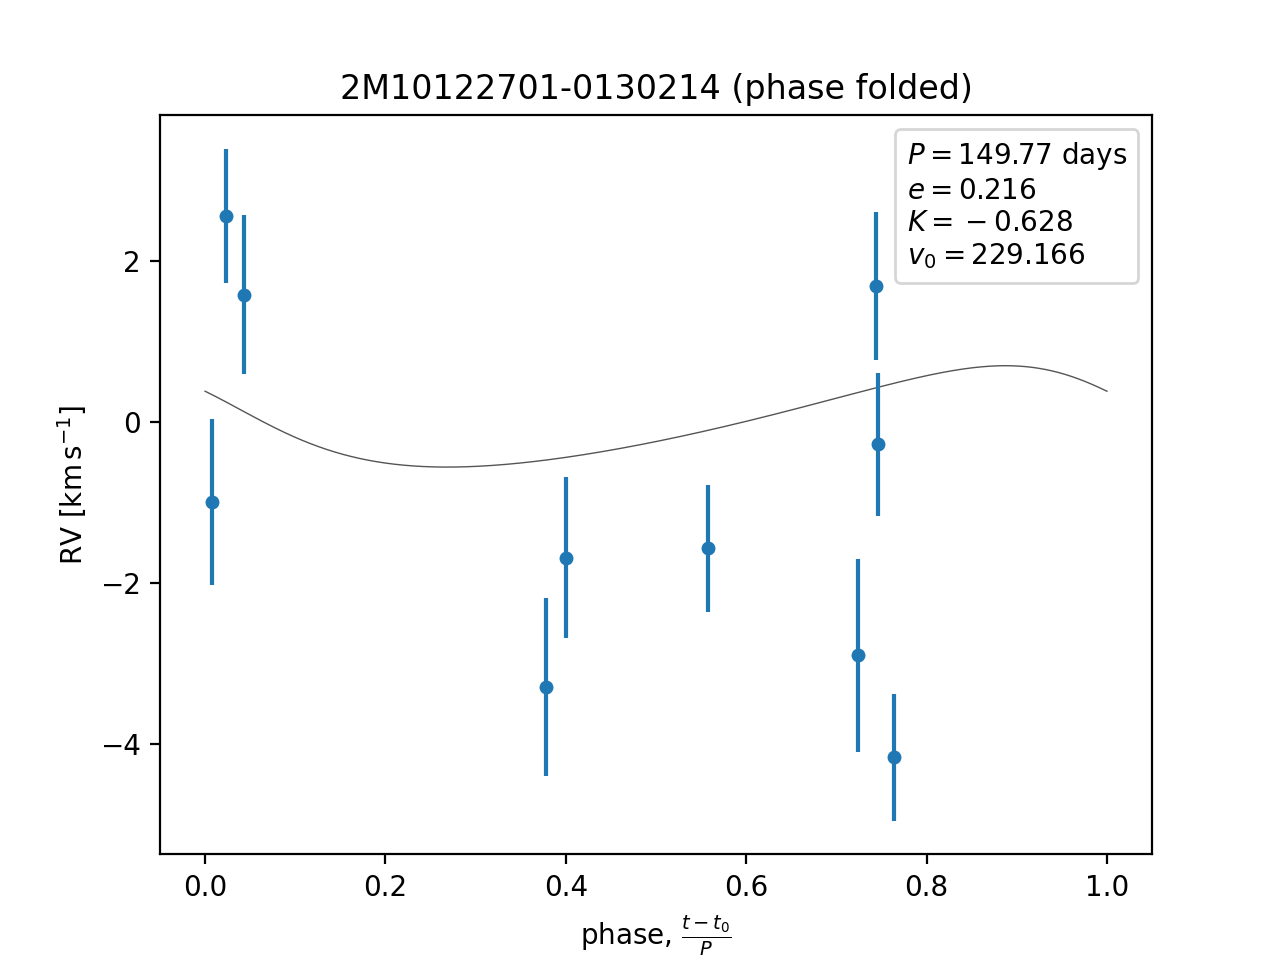 2M10122701-0130214 (phase folded)
P = 149.77 days
e = 0.216
K = −0.628
v₀ = 229.166
RV [km s⁻¹]
2
0
−2
−4
0.0 0.2 0.4 0.6 0.8 1.0
phase, (t − t₀)/P